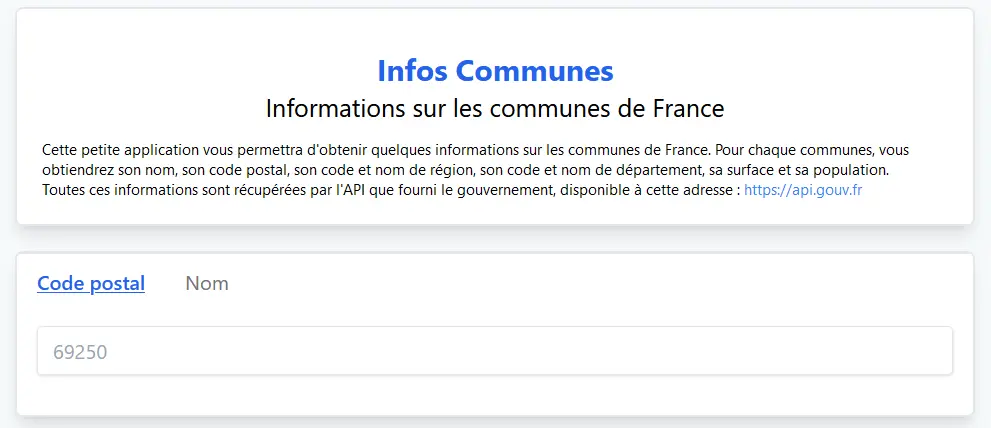 Infos Communes
Informations sur les communes de France
Cette petite application vous permettra d'obtenir quelques informations sur les communes de France. Pour chaque communes, vous
obtiendrez son nom, son code postal, son code et nom de région, son code et nom de département, sa surface et sa population.
Toutes ces informations sont récupérées par l'API que fourni le gouvernement, disponible à cette adresse : https://api.gouv.fr
Code postal Nom
69250